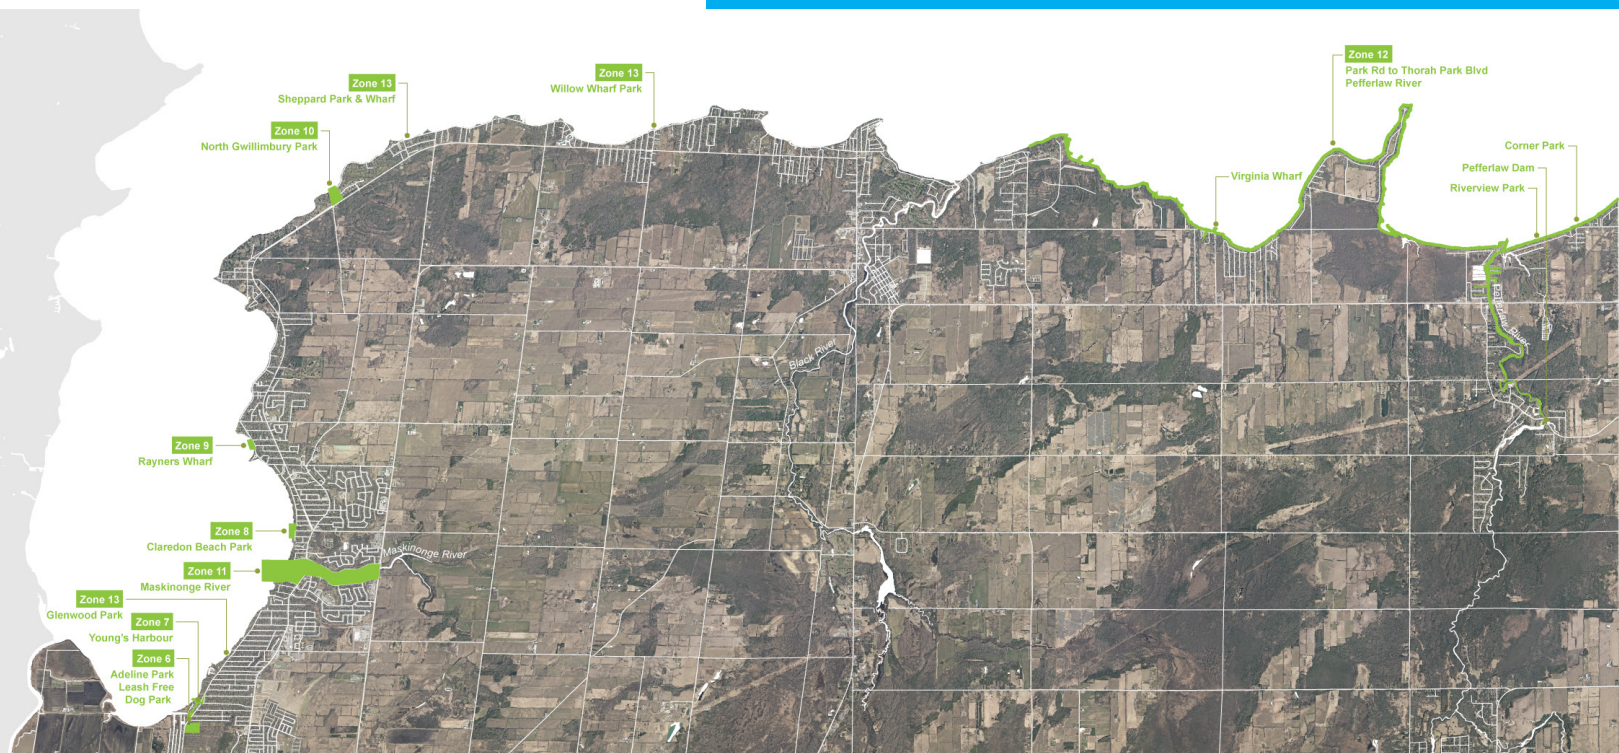 Zone 12
Park Rd to Thorah Park Blvd
Pefferlaw River
Zone 13
Willow Wharf Park
Zone 13
Sheppard Park & Wharf
Zone 10
North Gwillimbury Park
Corner Park
Pefferlaw Dam
Riverview Park
Virginia Wharf
Black River
Zone 9
Rayners Wharf
Zone 8
Claredon Beach Park
Maskinonge River
Zone 11
Maskinonge River
Zone 13
Glenwood Park
Zone 7
Young's Harbour
Zone 6
Adeline Park
Leash Free
Dog Park